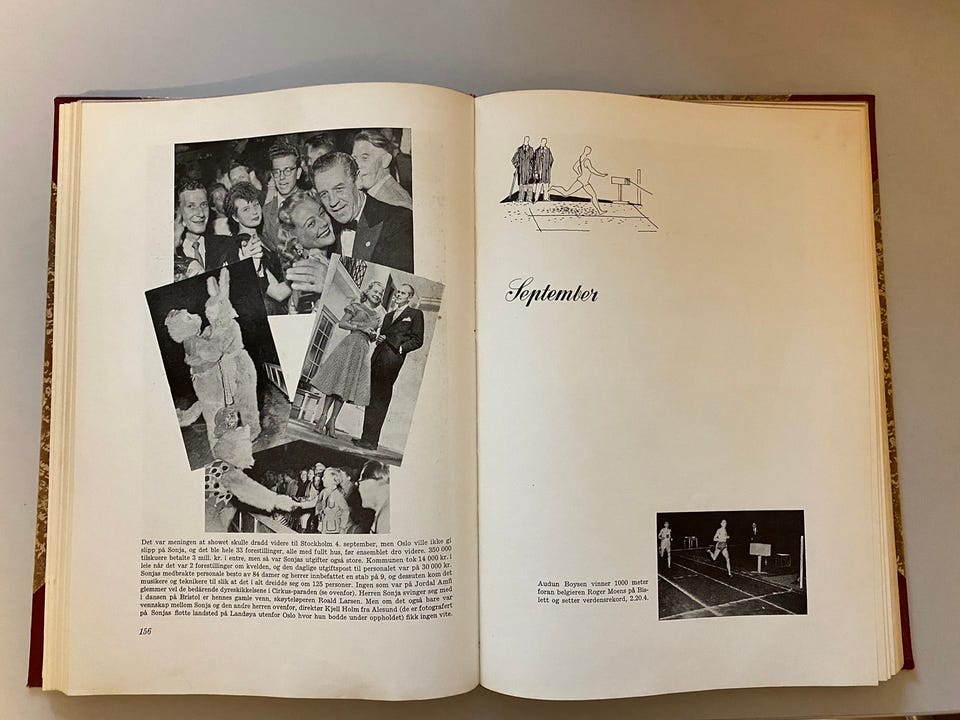 Det var meningen at showet skulle dradd videre til Stockholm 4. september, men Oslo ville ikke gi
slipp på Sonja, og det ble hele 33 forestillinger, alle med fullt hus, før ensemblet dro videre. 350 000
tilskuere betalte 3 mill. kr. i entre, men så var Sonjas utgifter også store. Kommunen tok 14 000 kr. i
leie når det var 2 forestillinger om kvelden, og den daglige utgiftspost til personalet var på 30 000 kr.
Sonjas medbrakte personale besto av 84 damer og herrer innbefattet en stab på 9, og dessuten kom det
musikere og teknikere til slik at det i alt dreide seg om 125 personer. Ingen som var på Jordal Amfi
glemmer vel de bedårende dyreskikkelsene i Cirkus-paraden (se ovenfor). Herren Sonja svinger seg med
i dansen på Bristol er hennes gamle venn, skøyteløperen Roald Larsen. Men om det også bare var
vennskap mellom Sonja og den andre herren ovenfor, direktør Kjell Holm fra Ålesund (de er fotografert
på Sonjas flotte landsted på Landøya utenfor Oslo hvor hun bodde under oppholdet) fikk ingen vite.
156
September
Audun Boysen vinner 1000 meter
foran belgieren Roger Moens på Bis-
lett og setter verdensrekord, 2.20.4.